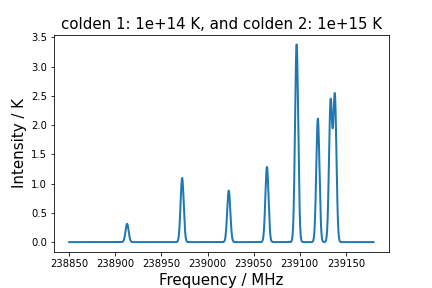 colden 1: 1e+14 K, and colden 2: 1e+15 K
3.5
3.0
2.5
2.0
1.5
1.0
0.5
0.0
Intensity / K
238850 238900 238950 239000 239050 239100 239150
Frequency / MHz